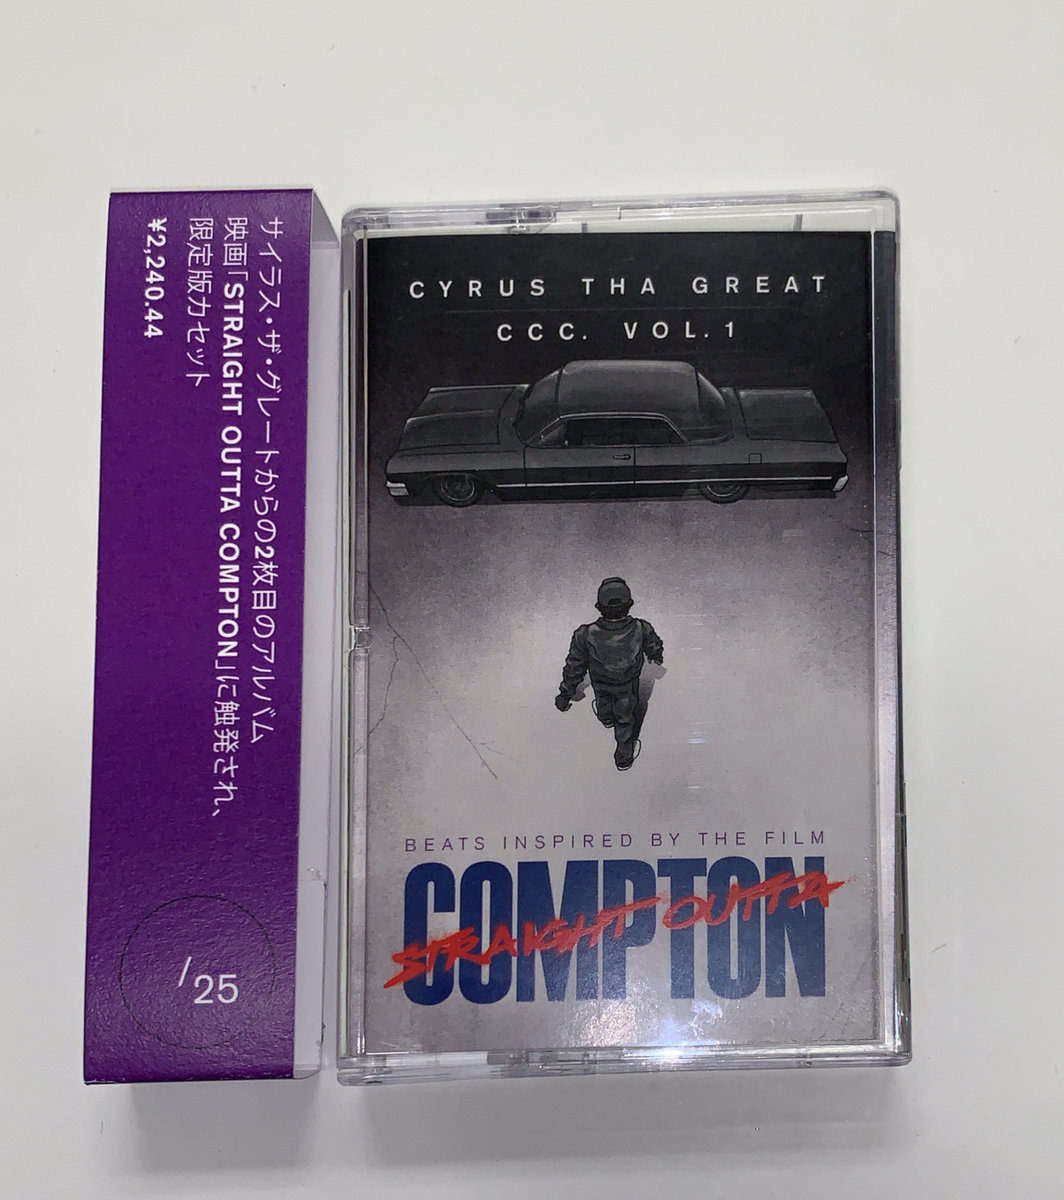 サイラス・ザ・グレートからの2枚目のアルバム
映画「STRAIGHT OUTTA COMPTON」に触発され、
限定版カセット
¥2,240.44
/25
CYRUS THA GREAT
CCC. VOL.1
BEATS INSPIRED BY THE FILM
STRAIGHT OUTTA
COMPTON